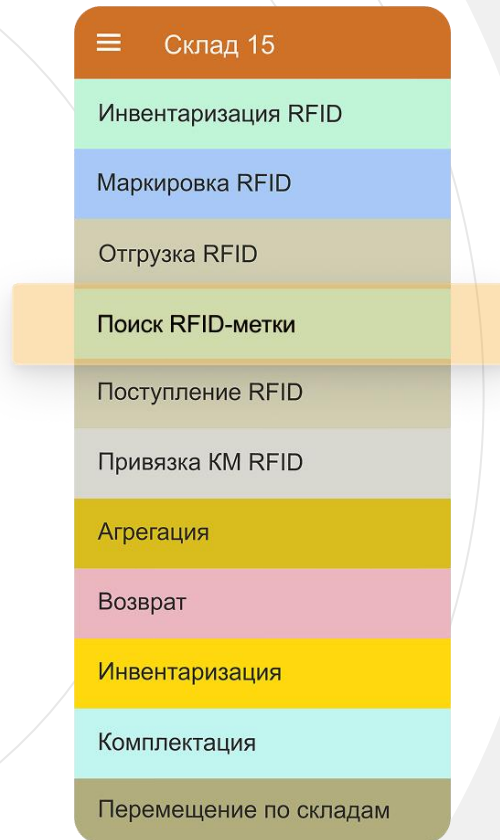 Склад 15
Инвентаризация RFID
Маркировка RFID
Отгрузка RFID
Поиск RFID-метки
Поступление RFID
Привязка КМ RFID
Агрегация
Возврат
Инвентаризация
Комплектация
Перемещение по складам